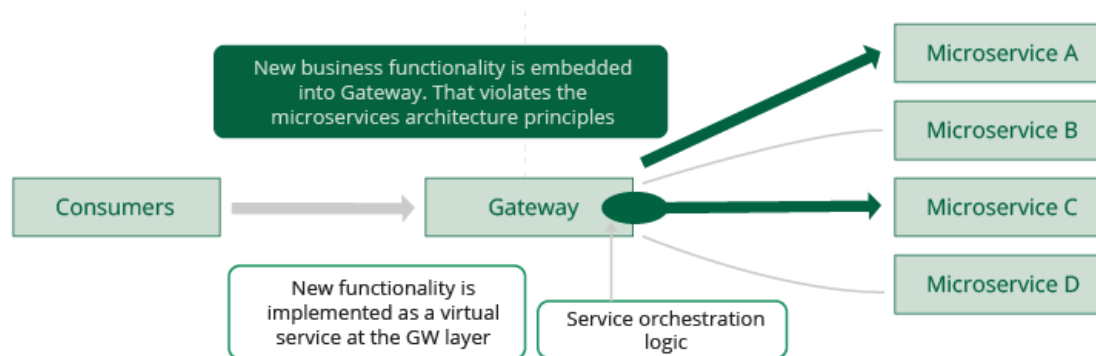 New business functionality is embedded
into Gateway. That violates the
microservices architecture principles
Microservice A
Microservice B
Consumers
Gateway
Microservice C
Microservice D
New functionality is
implemented as a virtual
service at the GW layer
Service orchestration
logic